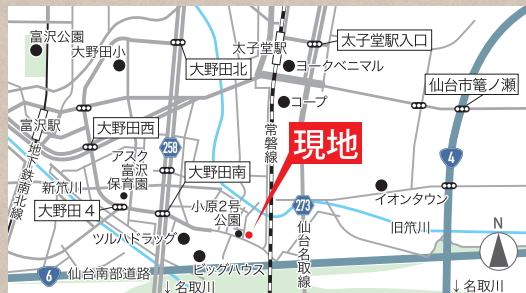 富沢公園
大野田小
太子堂駅
太子堂駅入口
大野田北
ヨークベニマル
仙台市篭ノ瀬
コープ
富沢駅
大野田西
地下鉄南北線
258
常磐線
現地
4
アスク
富沢
保育園
大野田南
新笊川
大野田4
小原2号
公園
273
イオンタウン
旧笊川
N
ツルハドラッグ
ビッグハウス
仙台名取線
6
仙台南部道路
↓名取川
↓名取川